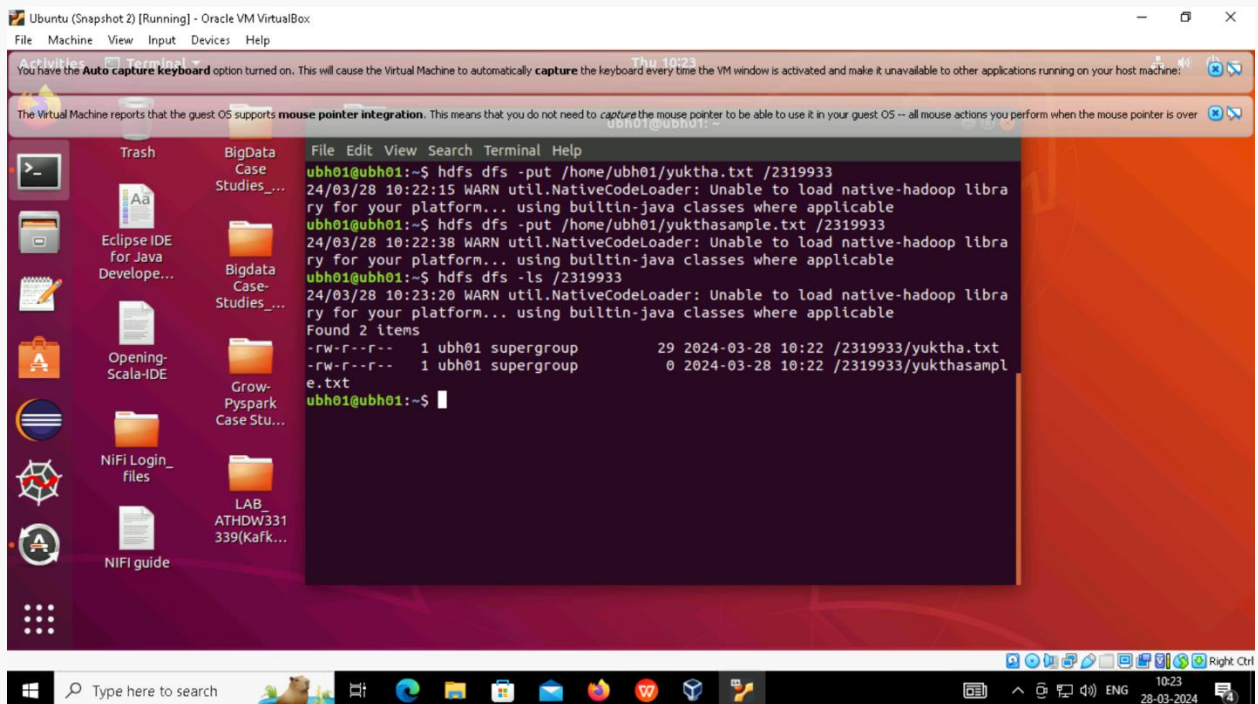 Ubuntu (Snapshot 2) [Running] - Oracle VM VirtualBox
File Machine View Input Devices Help
Activities Terminal Thu 10:23
You have the Auto capture keyboard option turned on. This will cause the Virtual Machine to automatically capture the keyboard every time the VM window is activated and make it unavailable to other applications running on your host machine:
The Virtual Machine reports that the guest OS supports mouse pointer integration. This means that you do not need to capture the mouse pointer to be able to use it in your guest OS -- all mouse actions you perform when the mouse pointer is over
ubh01@ubh01: ~
Trash
BigData
Case
Studies_...
Eclipse IDE
for Java
Develope...
Bigdata
Case-
Studies_...
Opening-
Scala-IDE
Grow-
Pyspark
Case Stu...
NiFi Login_
files
LAB_
ATHDW331
339(Kafk...
NIFI guide
File Edit View Search Terminal Help
ubh01@ubh01:~$ hdfs dfs -put /home/ubh01/yuktha.txt /2319933
24/03/28 10:22:15 WARN util.NativeCodeLoader: Unable to load native-hadoop libra
ry for your platform... using builtin-java classes where applicable
ubh01@ubh01:~$ hdfs dfs -put /home/ubh01/yukthasample.txt /2319933
24/03/28 10:22:38 WARN util.NativeCodeLoader: Unable to load native-hadoop libra
ry for your platform... using builtin-java classes where applicable
ubh01@ubh01:~$ hdfs dfs -ls /2319933
24/03/28 10:23:20 WARN util.NativeCodeLoader: Unable to load native-hadoop libra
ry for your platform... using builtin-java classes where applicable
Found 2 items
-rw-r--r-- 1 ubh01 supergroup 29 2024-03-28 10:22 /2319933/yuktha.txt
-rw-r--r-- 1 ubh01 supergroup 0 2024-03-28 10:22 /2319933/yukthasampl
e.txt
ubh01@ubh01:~$
Right Ctrl
Type here to search
ENG
10:23
28-03-2024
4